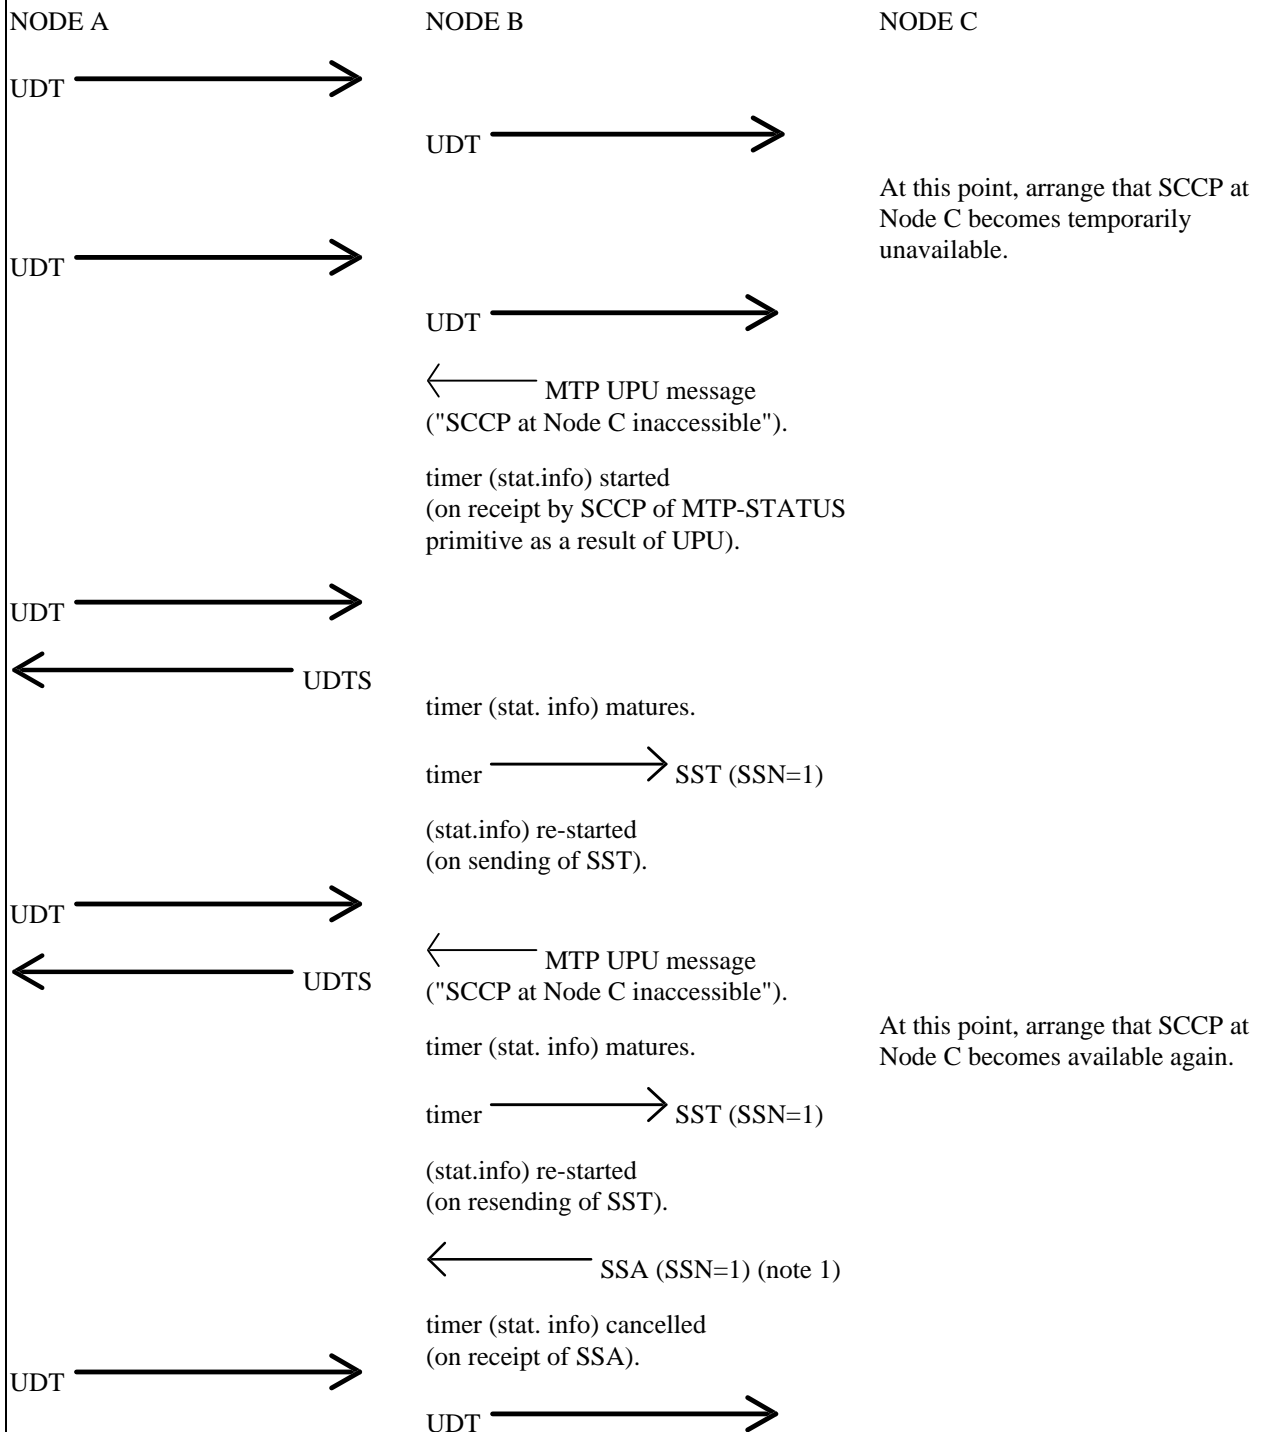 NODE A
NODE B
NODE C
UDT
UDT
At this point, arrange that SCCP at
Node C becomes temporarily
unavailable.
UDT
UDT
MTP UPU message
("SCCP at Node C inaccessible").
timer (stat.info) started
(on receipt by SCCP of MTP-STATUS
primitive as a result of UPU).
UDT
UDTS
timer (stat. info) matures.
timer SST (SSN=1)
(stat.info) re-started
(on sending of SST).
UDT
MTP UPU message
UDTS
("SCCP at Node C inaccessible").
At this point, arrange that SCCP at
Node C becomes available again.
timer (stat. info) matures.
timer SST (SSN=1)
(stat.info) re-started
(on resending of SST).
SSA (SSN=1) (note 1)
timer (stat. info) cancelled
(on receipt of SSA).
UDT
UDT